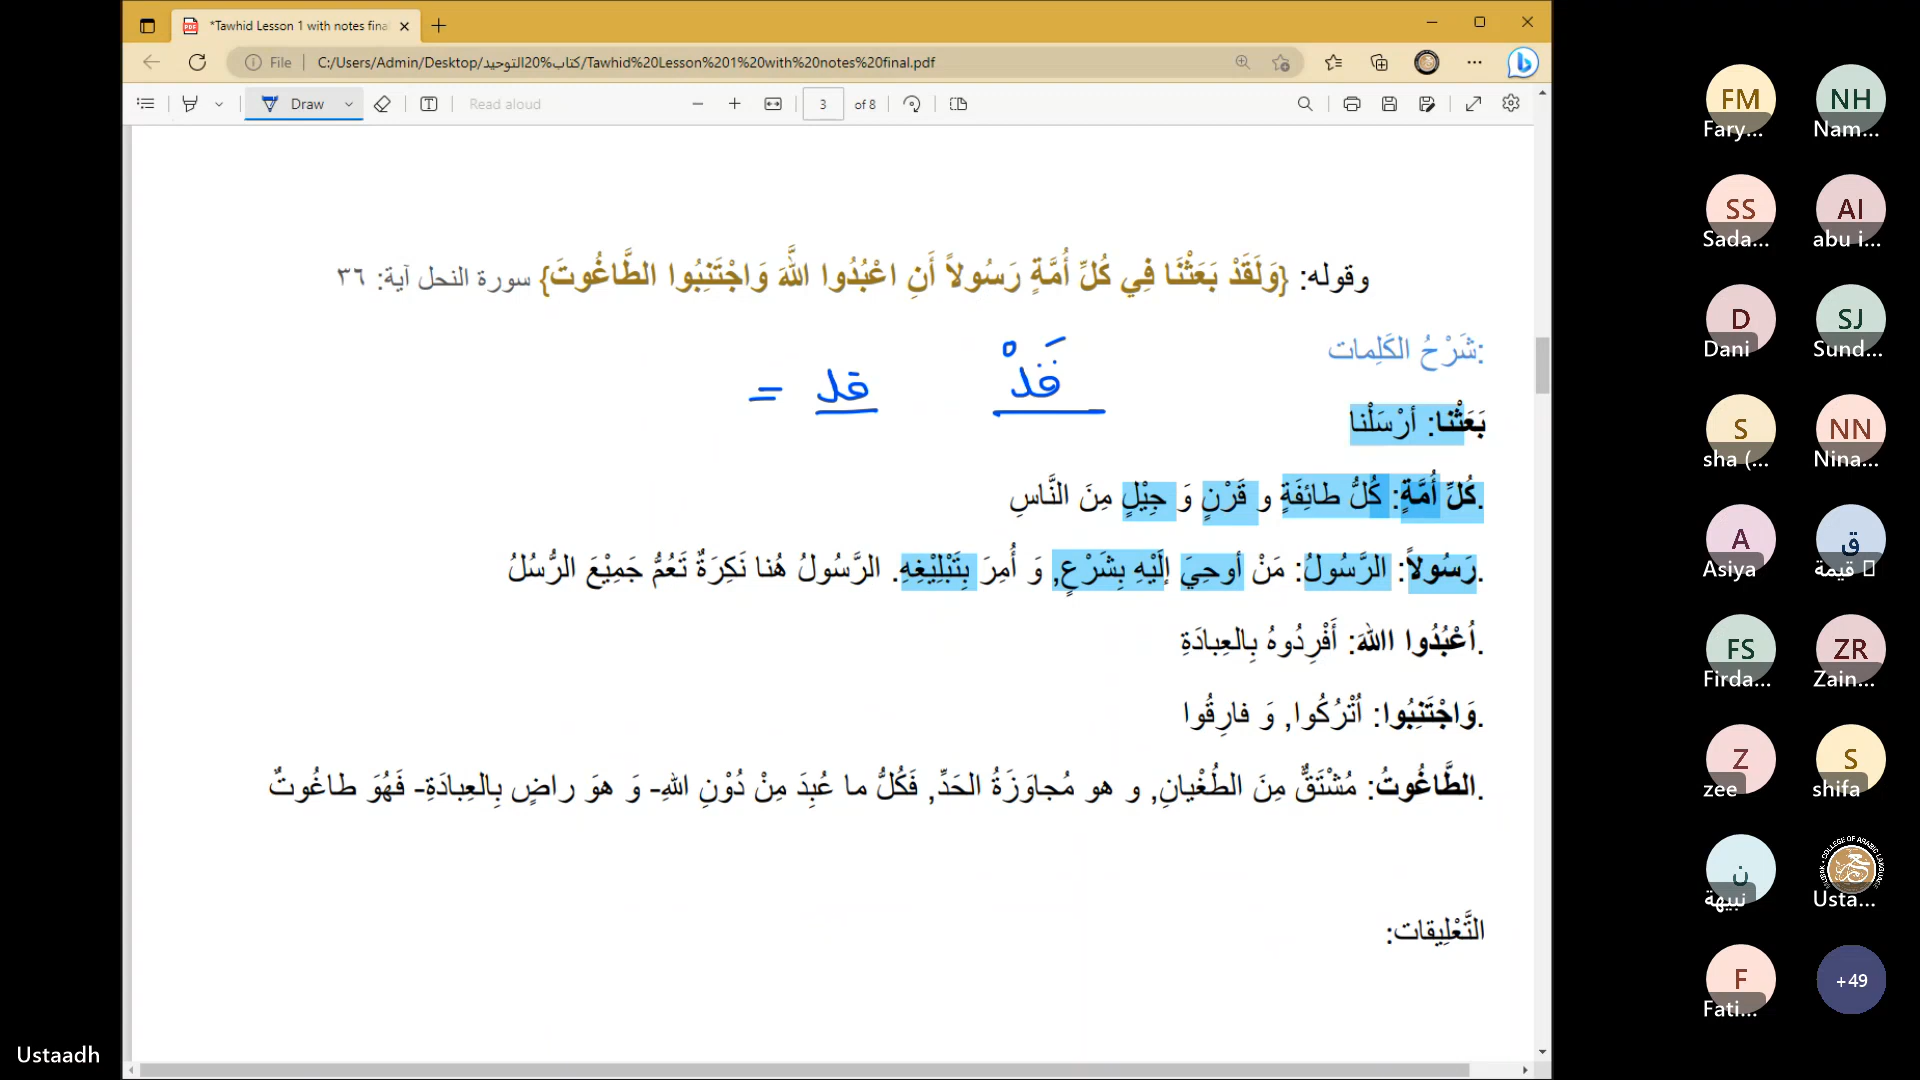 *Tawhid Lesson 1 with notes fina
File C:/Users/Admin/Desktop/كتاب%20التوحيد/Tawhid%20Lesson%201%20with%20notes%20final.pdf
Draw Read aloud 3 of 8
وقوله: {وَلَقَدْ بَعَثْنَا فِي كُلِّ أُمَّةٍ رَسُولاً أَنِ اعْبُدُوا اللَّهَ وَاجْتَنِبُوا الطَّاغُوتَ} سورة النحل آية: ٣٦
شَرْحُ الكَلِمات:
قَدْ قد =
بَعَثْنا: أرْسَلْنا
.كُلِّ أُمَّةٍ: كُلُّ طائِفَةٍ و قَرْنٍ وَ جِيْلٍ مِنَ النَّاسِ
.رَسُولاً: الرَّسُولُ: مَنْ أوحِيَ إلَيْهِ بِشَرْعٍ, وَ أُمِرَ بِتَبْلِيْغِهِ. الرَّسُولُ هُنا نَكِرَةٌ تَعُمُّ جَمِيْعَ الرُّسُلُ
.اُعْبُدُوا االلهَ: أَفْرِدُوهُ بِالعِبادَةِ
.وَاجْتَنِبُوا: اُتْرُكُوا, وَ فارِقُوا
.الطَّاغُوتُ: مُشْتَقٌّ مِنَ الطُغْيانِ, و هو مُجاوَزَةُ الحَدِّ, فَكُلُّ ما عُبِدَ مِنْ دُوْنِ اللهِ- وَ هوَ راضٍ بِالعِبادَةِ- فَهُوَ طاغُوتٌ
التَّعْلِيقات:
FM NH
Fary... Nam...
SS AI
Sada... abu i...
D SJ
Dani Sund...
S NN
sha (... Nina...
A ق
Asiya قيمة
FS ZR
Firda... Zain...
Z S
zee shifa
ن
نبيهة Usta...
F +49
Fati...
Ustaadh